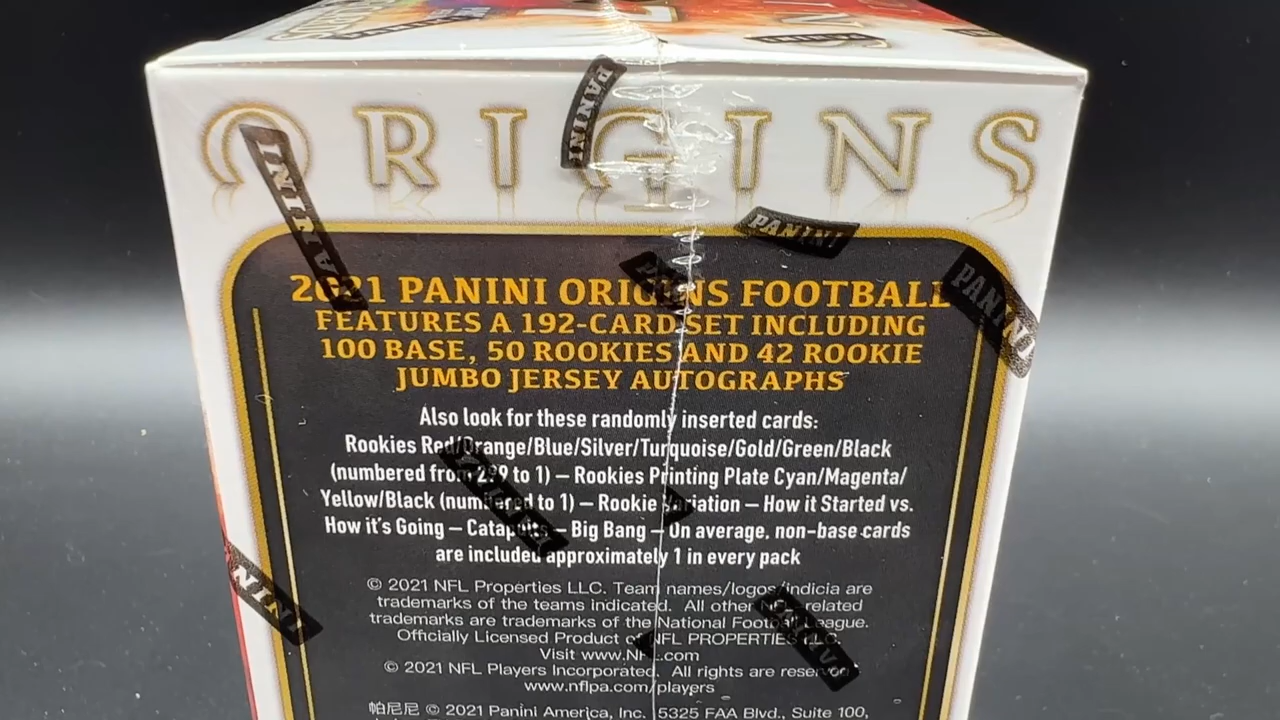 ORIGINS
PANINI
PANINI
PANINI
PANINI
2021 PANINI ORIGINS FOOTBALL
FEATURES A 192-CARD SET INCLUDING
100 BASE, 50 ROOKIES AND 42 ROOKIE
JUMBO JERSEY AUTOGRAPHS
Also look for these randomly inserted cards:
Rookies Red/Orange/Blue/Silver/Turquoise/Gold/Green/Black
(numbered from 299 to 1) – Rookies Printing Plate Cyan/Magenta/
Yellow/Black (numbered to 1) – Rookie Variation – How it Started vs.
How it's Going – Catapults – Big Bang – On average, non-base cards
are included approximately 1 in every pack
© 2021 NFL Properties LLC. Team names/logos/indicia are
trademarks of the teams indicated. All other NFL-related
trademarks are trademarks of the National Football League.
Officially Licensed Product of NFL PROPERTIES LLC.
Visit www.NFL.com
© 2021 NFL Players Incorporated. All rights are reserved
www.nflpa.com/players
帕尼尼 © 2021 Panini America, Inc. 5325 FAA Blvd., Suite 100,